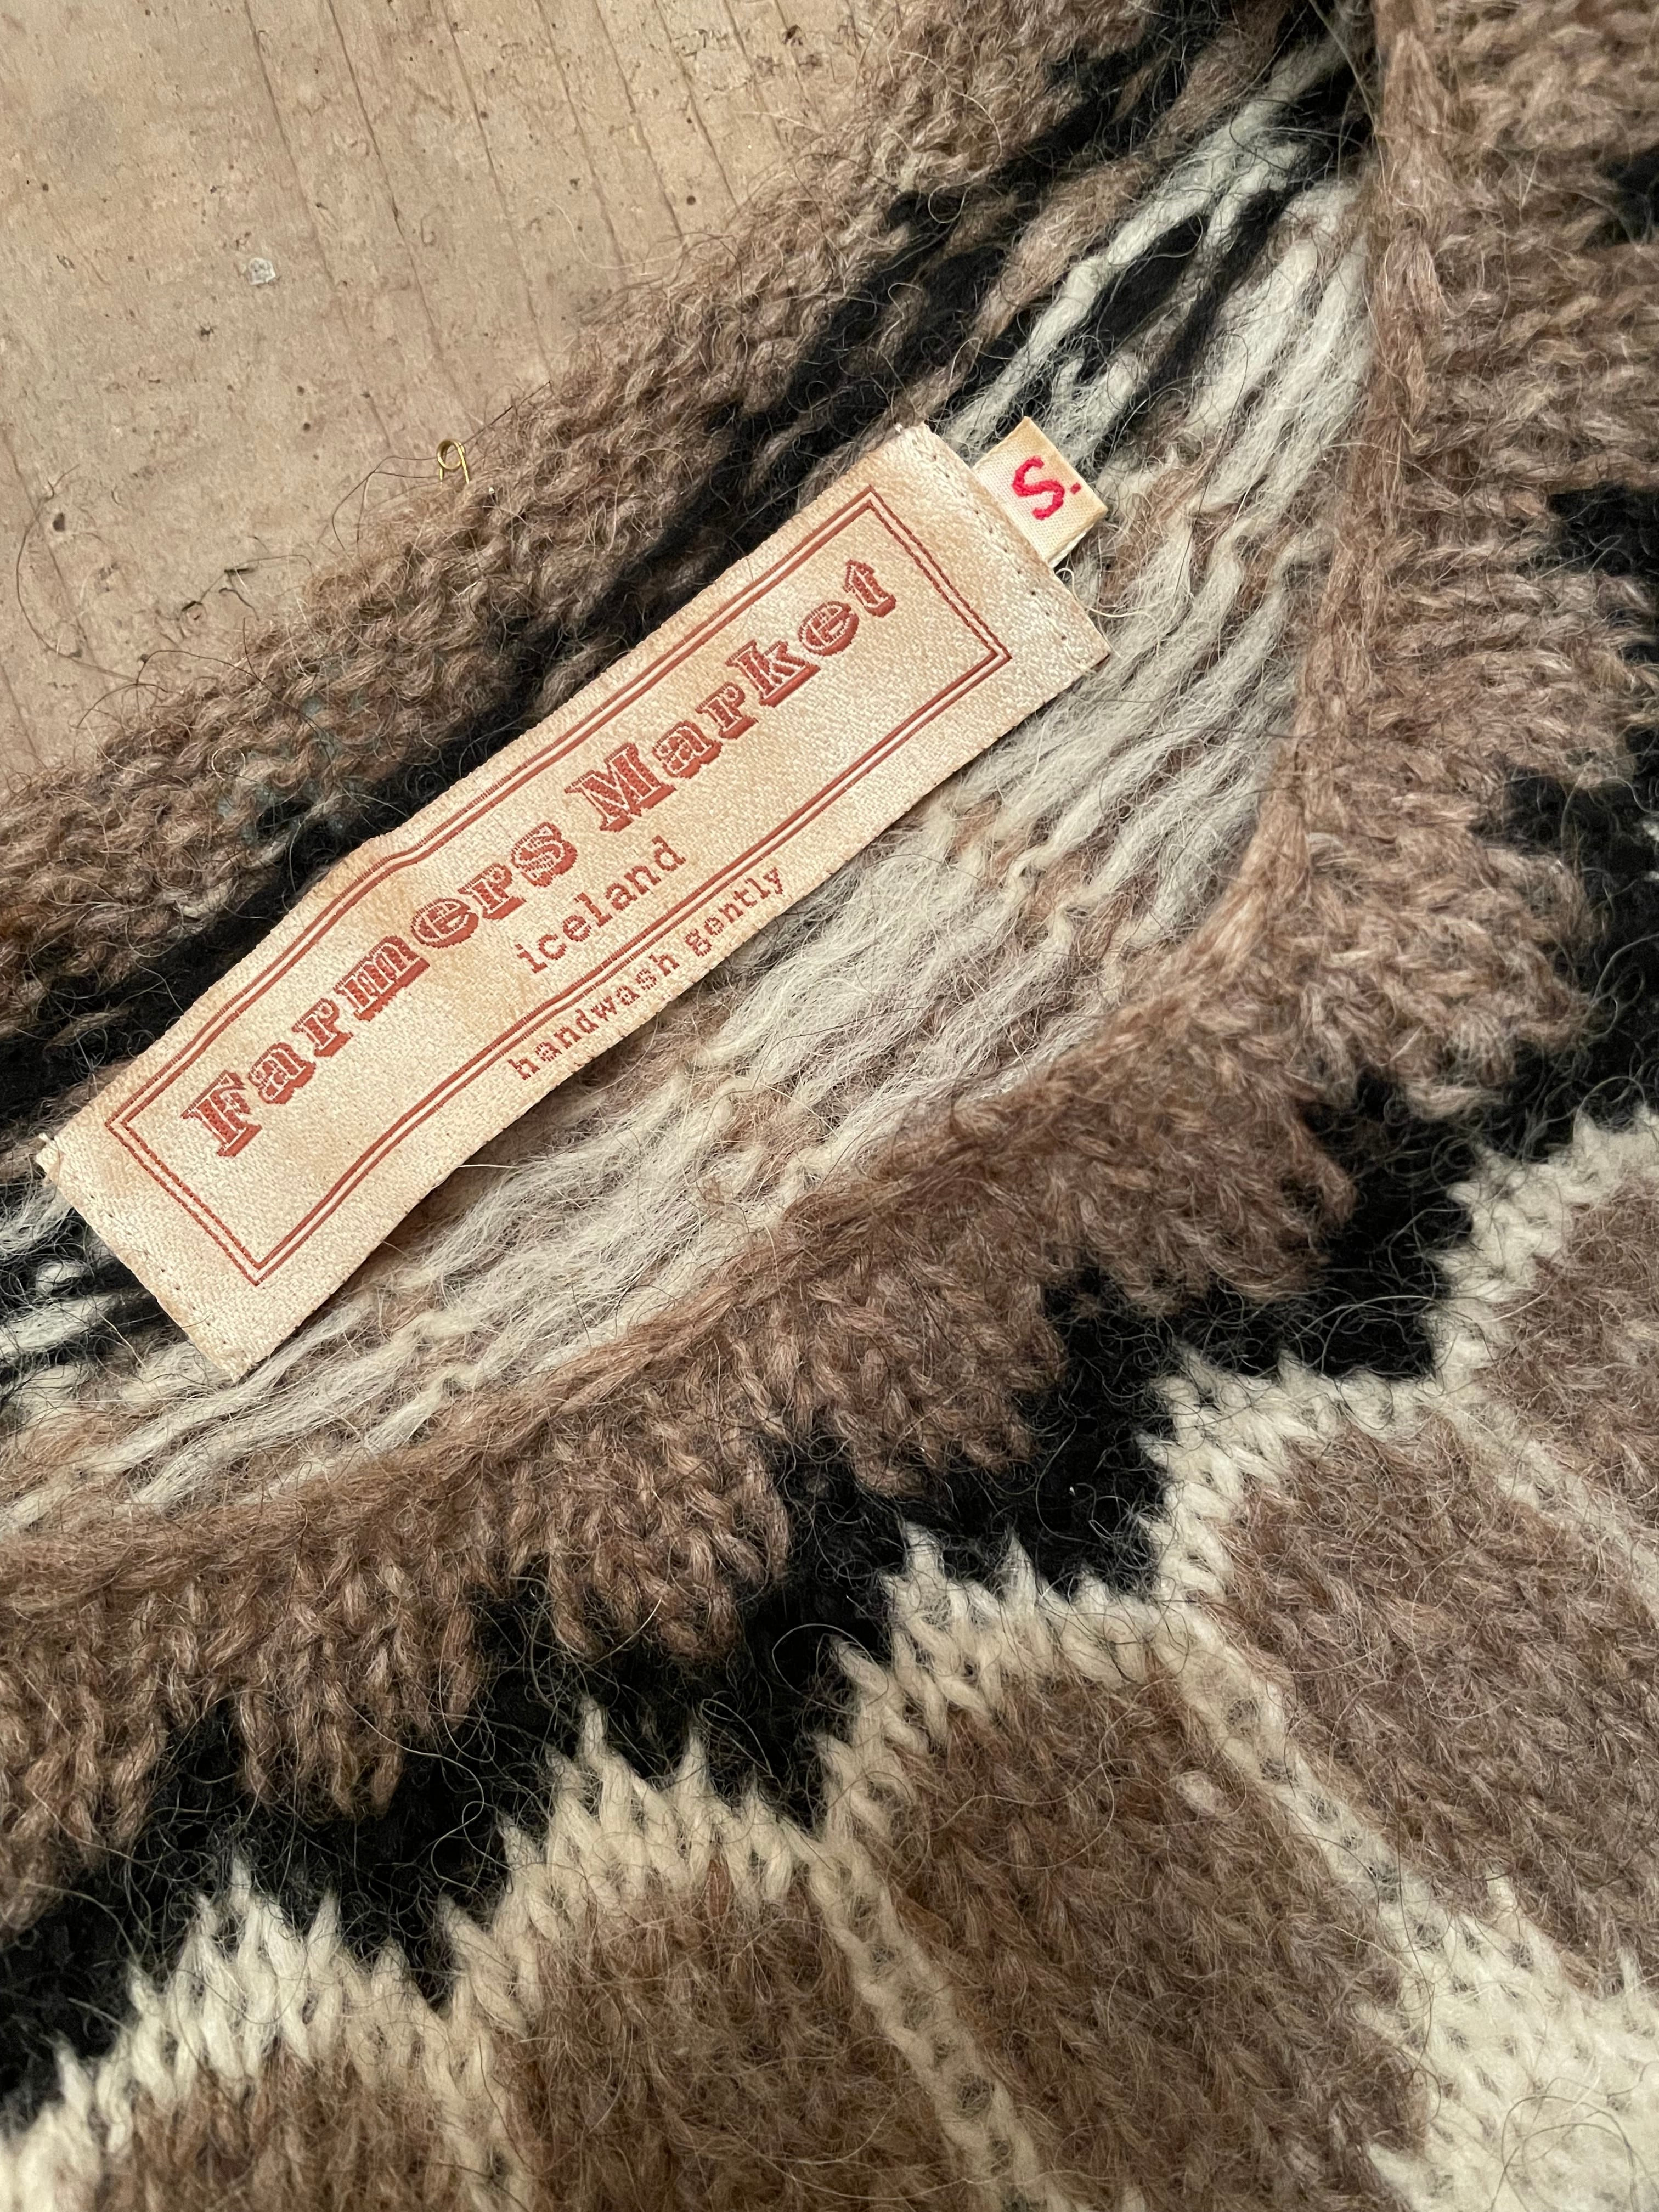 Farmers Market
iceland
handwash gently
S.